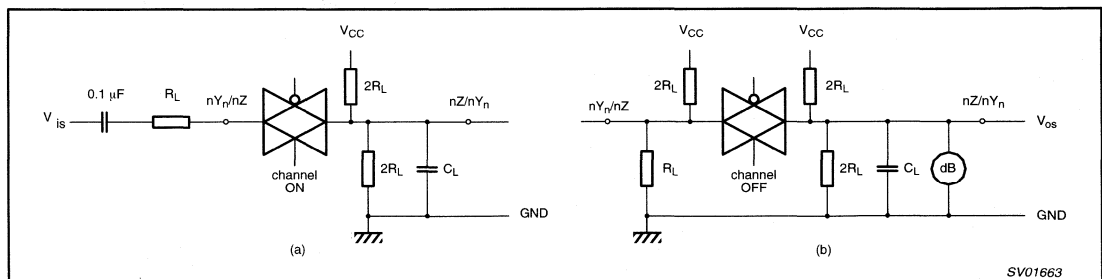 V_CC
0.1 µF
R_L
nY_n/nZ
2R_L
nZ/nY_n
V_is
channel
ON
2R_L
C_L
GND
(a)
V_CC
V_CC
2R_L
2R_L
nY_n/nZ
nZ/nY_n
V_os
R_L
channel
OFF
2R_L
C_L
dB
GND
(b)
SV01663